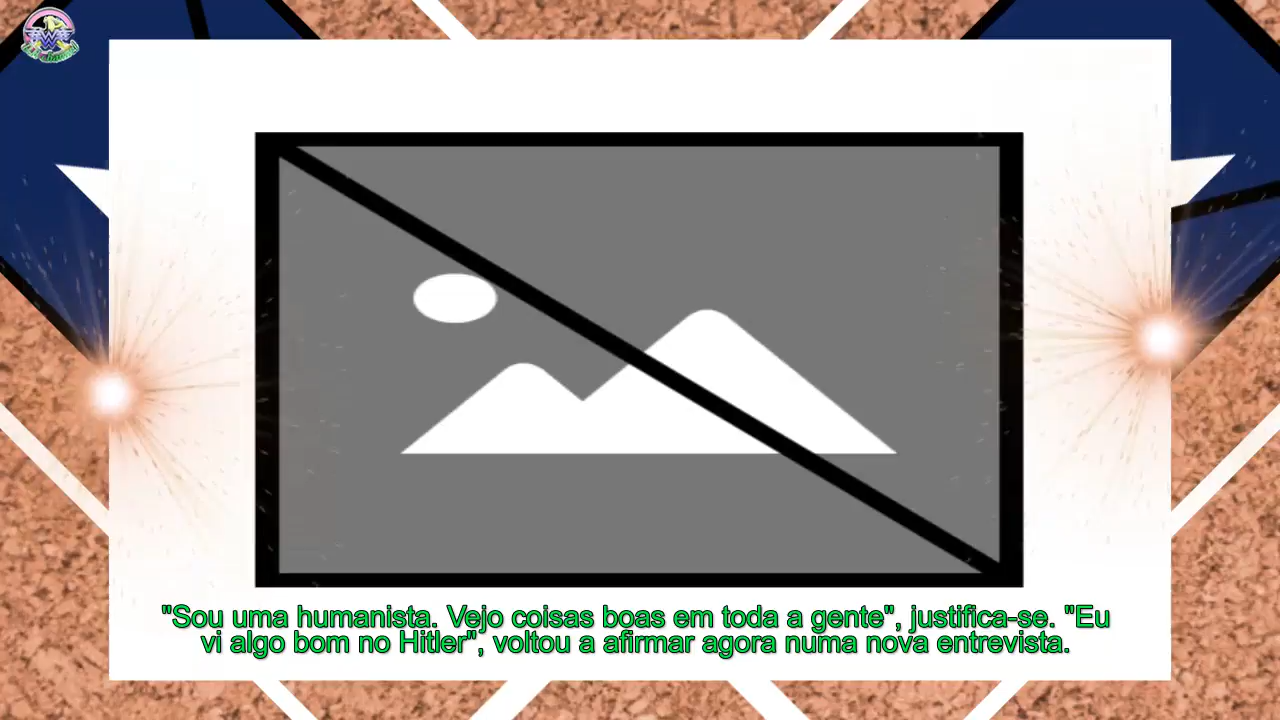 "Sou uma humanista. Vejo coisas boas em toda a gente", justifica-se. "Eu
vi algo bom no Hitler", voltou a afirmar agora numa nova entrevista.